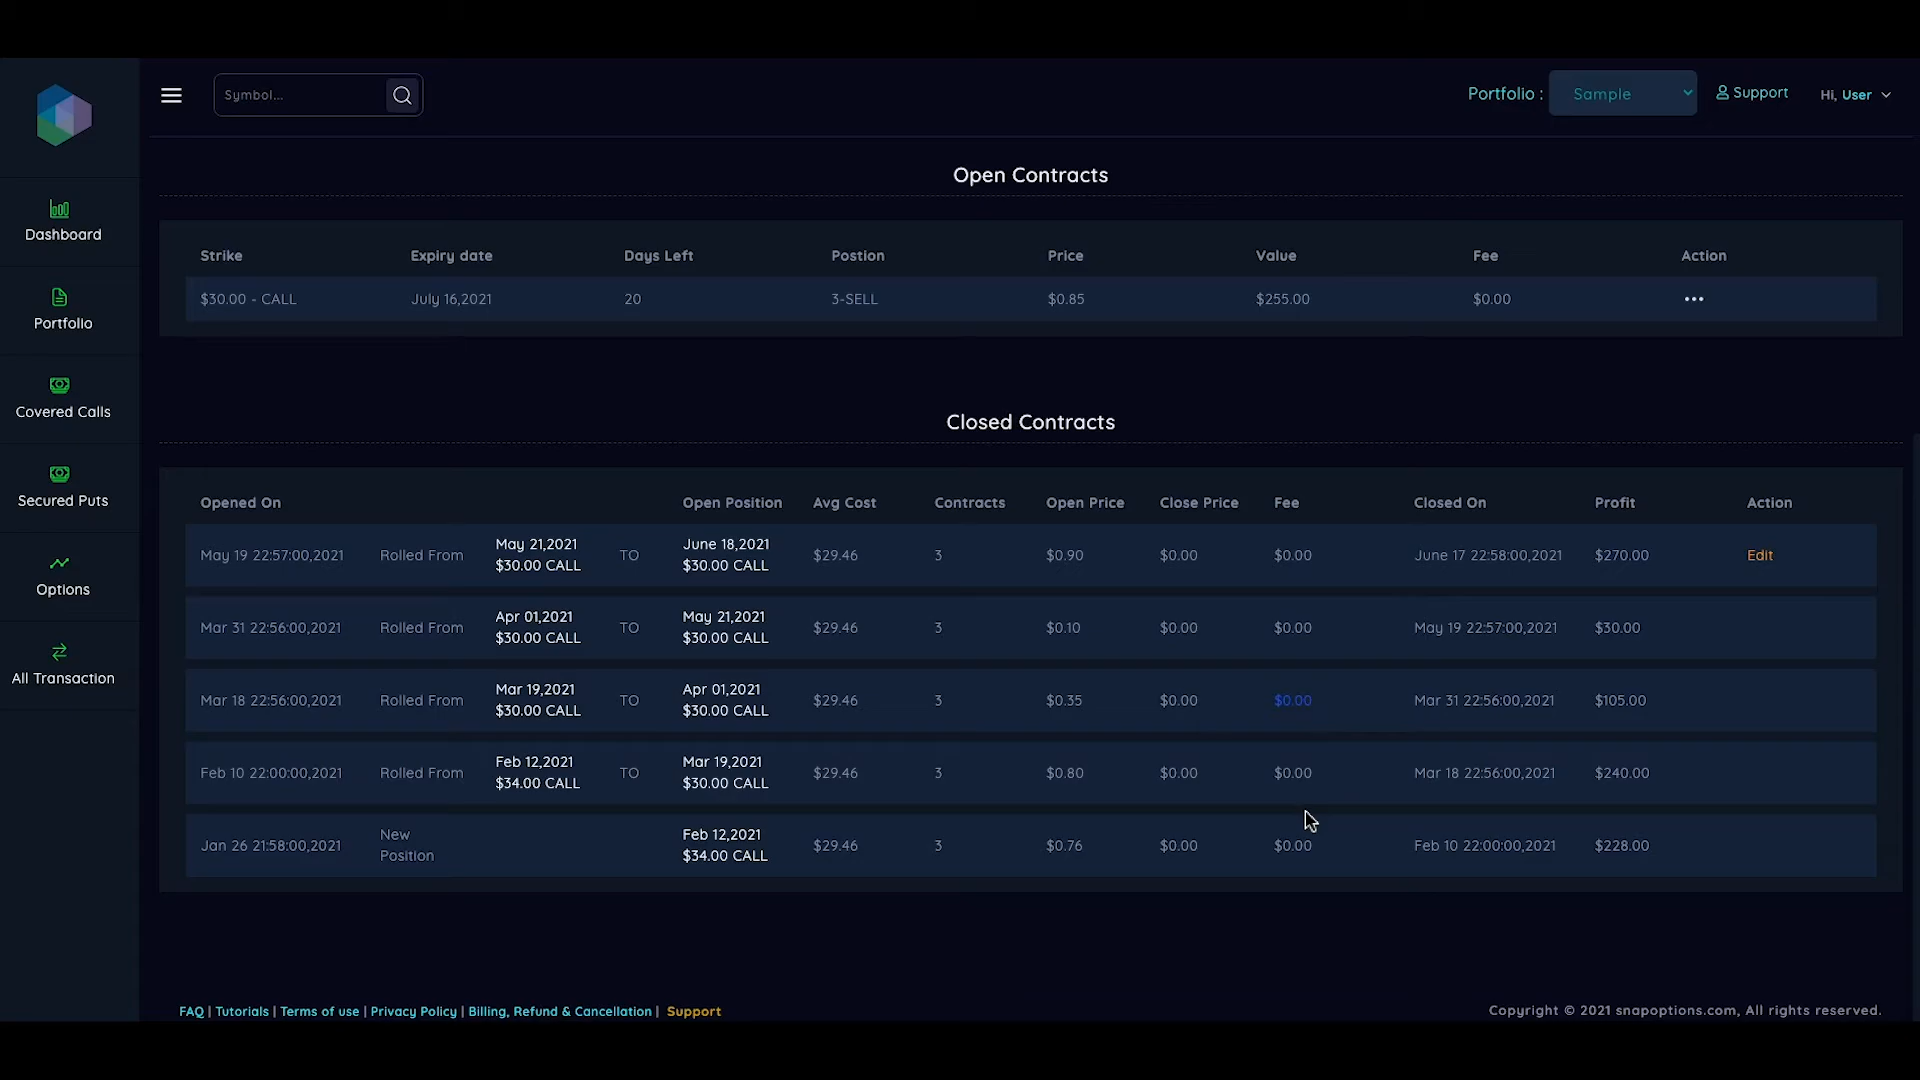 Symbol...
Portfolio : Sample Support Hi, User
Dashboard
Portfolio
Covered Calls
Secured Puts
Options
All Transaction
Open Contracts
Strike Expiry date Days Left Postion Price Value Fee Action
$30.00 - CALL July 16,2021 20 3-SELL $0.85 $255.00 $0.00 •••
Closed Contracts
Opened On Open Position Avg Cost Contracts Open Price Close Price Fee Closed On Profit Action
May 19 22:57:00,2021 Rolled From May 21,2021 $30.00 CALL TO June 18,2021 $30.00 CALL $29.46 3 $0.90 $0.00 $0.00 June 17 22:58:00,2021 $270.00 Edit
Mar 31 22:56:00,2021 Rolled From Apr 01,2021 $30.00 CALL TO May 21,2021 $30.00 CALL $29.46 3 $0.10 $0.00 $0.00 May 19 22:57:00,2021 $30.00
Mar 18 22:56:00,2021 Rolled From Mar 19,2021 $30.00 CALL TO Apr 01,2021 $30.00 CALL $29.46 3 $0.35 $0.00 $0.00 Mar 31 22:56:00,2021 $105.00
Feb 10 22:00:00,2021 Rolled From Feb 12,2021 $34.00 CALL TO Mar 19,2021 $30.00 CALL $29.46 3 $0.80 $0.00 $0.00 Mar 18 22:56:00,2021 $240.00
Jan 26 21:58:00,2021 New Position Feb 12,2021 $34.00 CALL $29.46 3 $0.76 $0.00 $0.00 Feb 10 22:00:00,2021 $228.00
FAQ | Tutorials | Terms of use | Privacy Policy | Billing, Refund & Cancellation | Support
Copyright © 2021 snapoptions.com, All rights reserved.